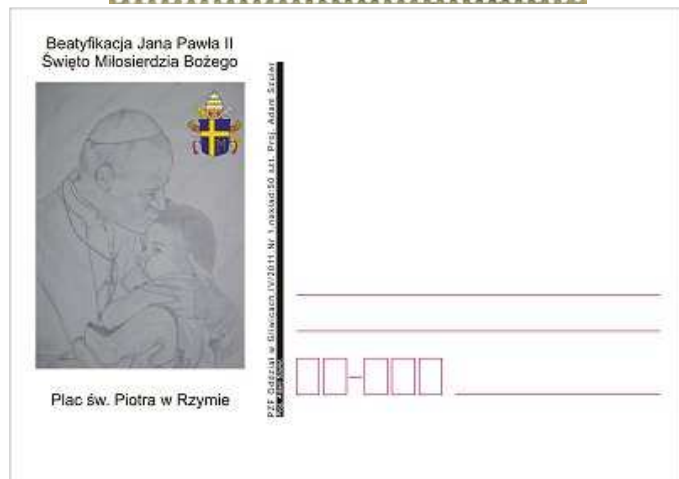 Beatyfikacja Jana Pawła II
Święto Miłosierdzia Bożego
Plac św. Piotra w Rzymie
PZF Oddział w Gliwicach IV/2011 Nr 1.nakład:50 szt. Proj. Adam Szuler